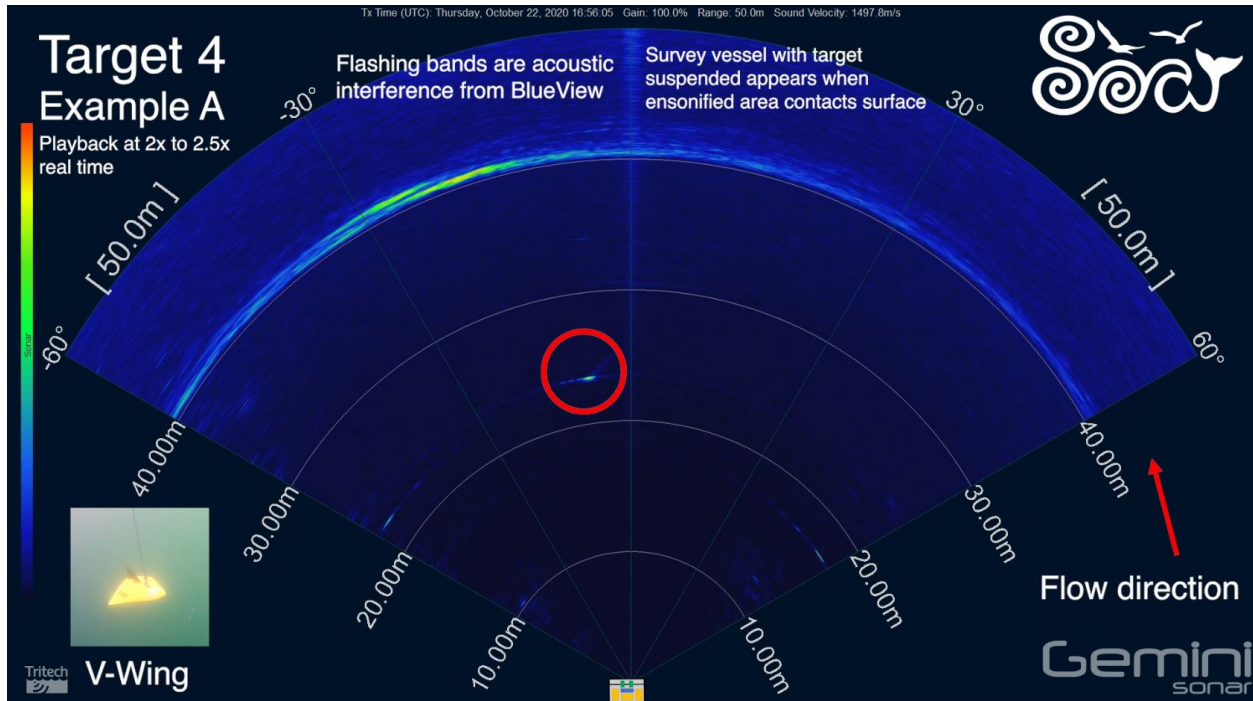 Tx Time (UTC): Thursday, October 22, 2020 16:56:05 Gain: 100.0% Range: 50.0m Sound Velocity: 1497.8m/s
Target 4
Example A
Playback at 2x to 2.5x
real time
Flashing bands are acoustic
interference from BlueView
Survey vessel with target
suspended appears when
ensonified area contacts surface
Soar
-30°
30°
[ 50.0m ]
[ 50.0m ]
Sonar
-60°
60°
40.00m
40.00m
30.00m
30.00m
20.00m
20.00m
10.00m
10.00m
Flow direction
Tritech
V-Wing
Gemini
sonar